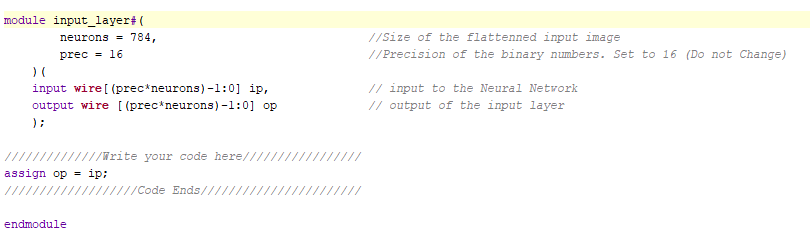 module input_layer#(
neurons = 784, //Size of the flattenned input image
prec = 16 //Precision of the binary numbers. Set to 16 (Do not Change)
)(
input wire[(prec*neurons)-1:0] ip, // input to the Neural Network
output wire [(prec*neurons)-1:0] op // output of the input layer
);
//////////////Write your code here/////////////////
assign op = ip;
///////////////////Code Ends///////////////////////
endmodule